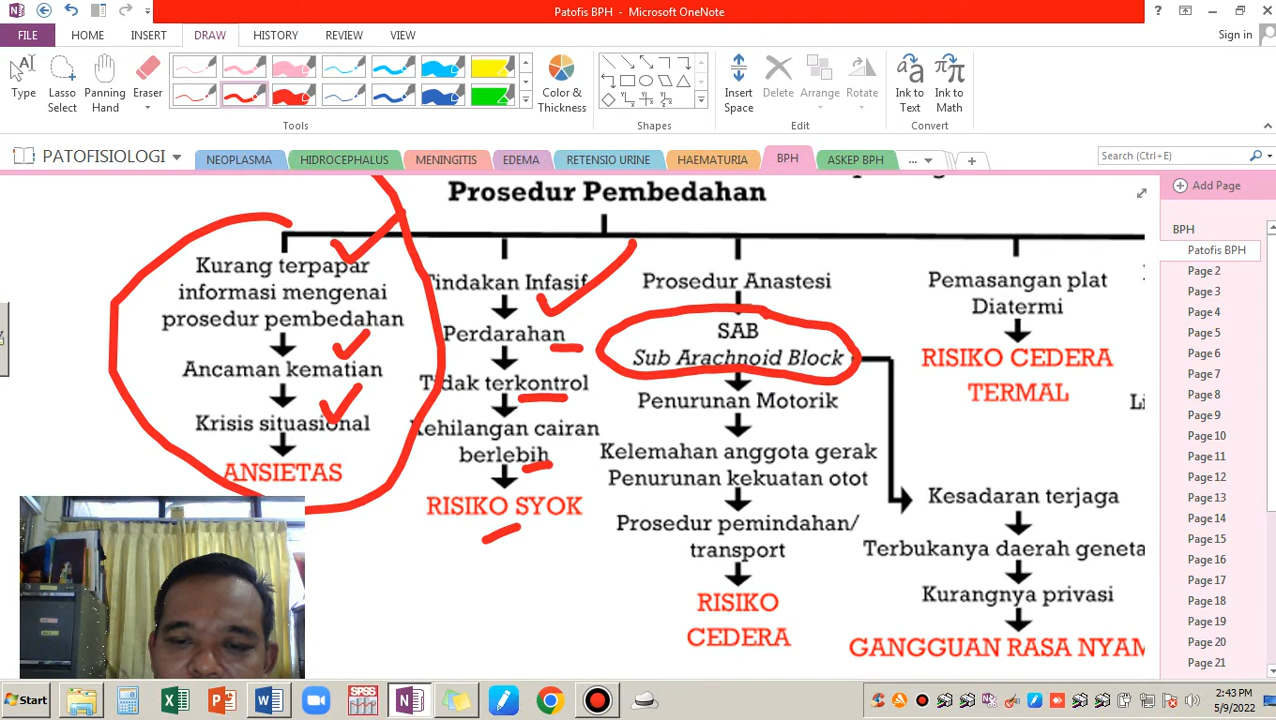 Patofis BPH - Microsoft OneNote
?
FILE
HOME
INSERT
DRAW
HISTORY
REVIEW
VIEW
Sign in
Type
Lasso
Select
Panning
Hand
Eraser
Color &
Thickness
Insert
Space
Delete
Arrange
Rotate
Ink to
Text
Ink to
Math
Tools
Shapes
Edit
Convert
PATOFISIOLOGI
NEOPLASMA
HIDROCEPHALUS
MENINGITIS
EDEMA
RETENSIO URINE
HAEMATURIA
BPH
ASKEP BPH
...
Search (Ctrl+E)
Prosedur Pembedahan
Kurang terpapar
informasi mengenai
prosedur pembedahan
Ancaman kematian
Krisis situasional
ANSIETAS
Tindakan Infasif
Perdarahan
Tidak terkontrol
Kehilangan cairan
berlebih
RISIKO SYOK
Prosedur Anastesi
SAB
Sub Arachnoid Block
Penurunan Motorik
Kelemahan anggota gerak
Penurunan kekuatan otot
Prosedur pemindahan/
transport
RISIKO
CEDERA
Pemasangan plat
Diatermi
RISIKO CEDERA
TERMAL
Li
Kesadaran terjaga
Terbukanya daerah geneta
Kurangnya privasi
GANGGUAN RASA NYAM
Add Page
BPH
Patofis BPH
Page 2
Page 3
Page 4
Page 5
Page 6
Page 7
Page 8
Page 9
Page 10
Page 11
Page 12
Page 13
Page 14
Page 15
Page 16
Page 17
Page 18
Page 19
Page 20
Page 21
Start
SPSS
2:43 PM
5/9/2022